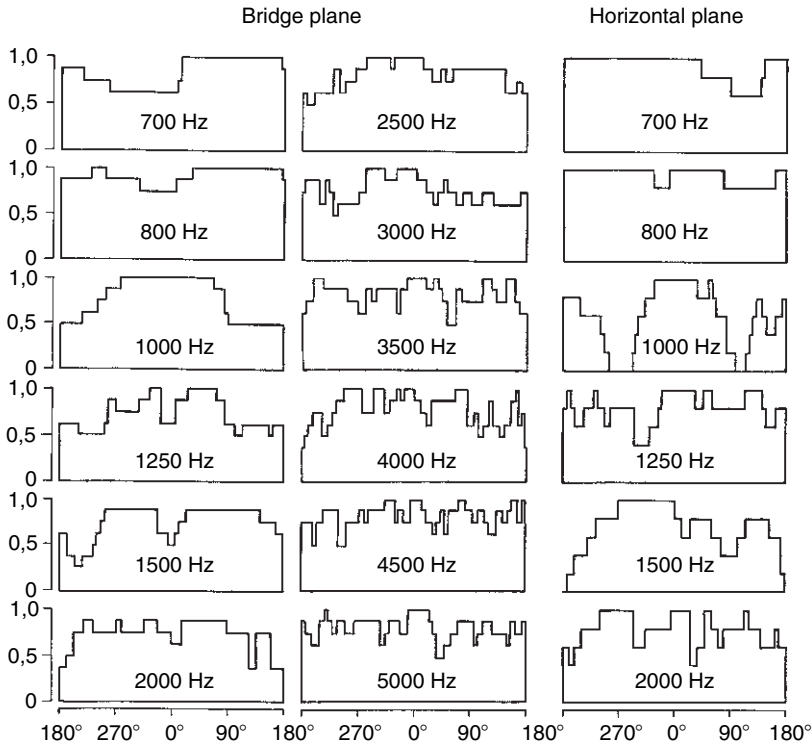 Bridge plane Horizontal plane
1,0
0,5
0
700 Hz 2500 Hz 700 Hz
1,0
0,5
0
800 Hz 3000 Hz 800 Hz
1,0
0,5
0
1000 Hz 3500 Hz 1000 Hz
1,0
0,5
0
1250 Hz 4000 Hz 1250 Hz
1,0
0,5
0
1500 Hz 4500 Hz 1500 Hz
1,0
0,5
0
2000 Hz 5000 Hz 2000 Hz
180° 270° 0° 90° 180° 270° 0° 90° 180° 270° 0° 90° 180°